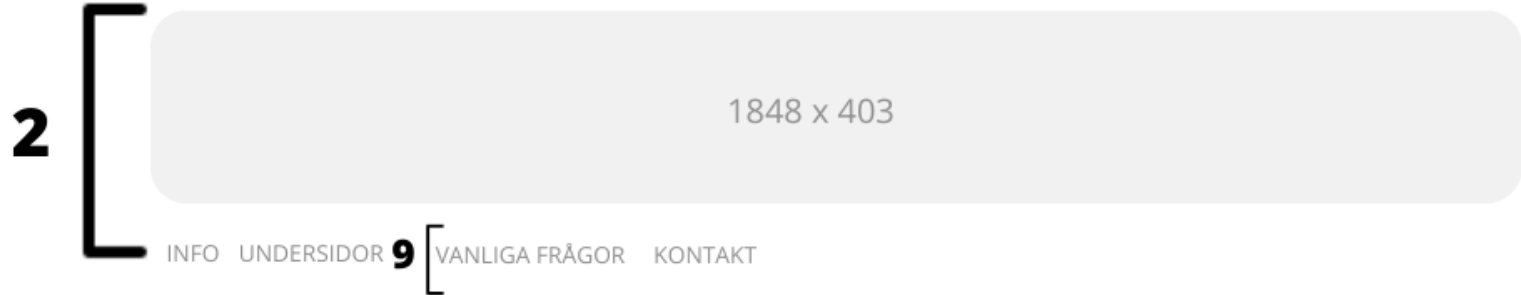 1848 x 403
2
INFO UNDERSIDOR 9 VANLIGA FRÅGOR KONTAKT